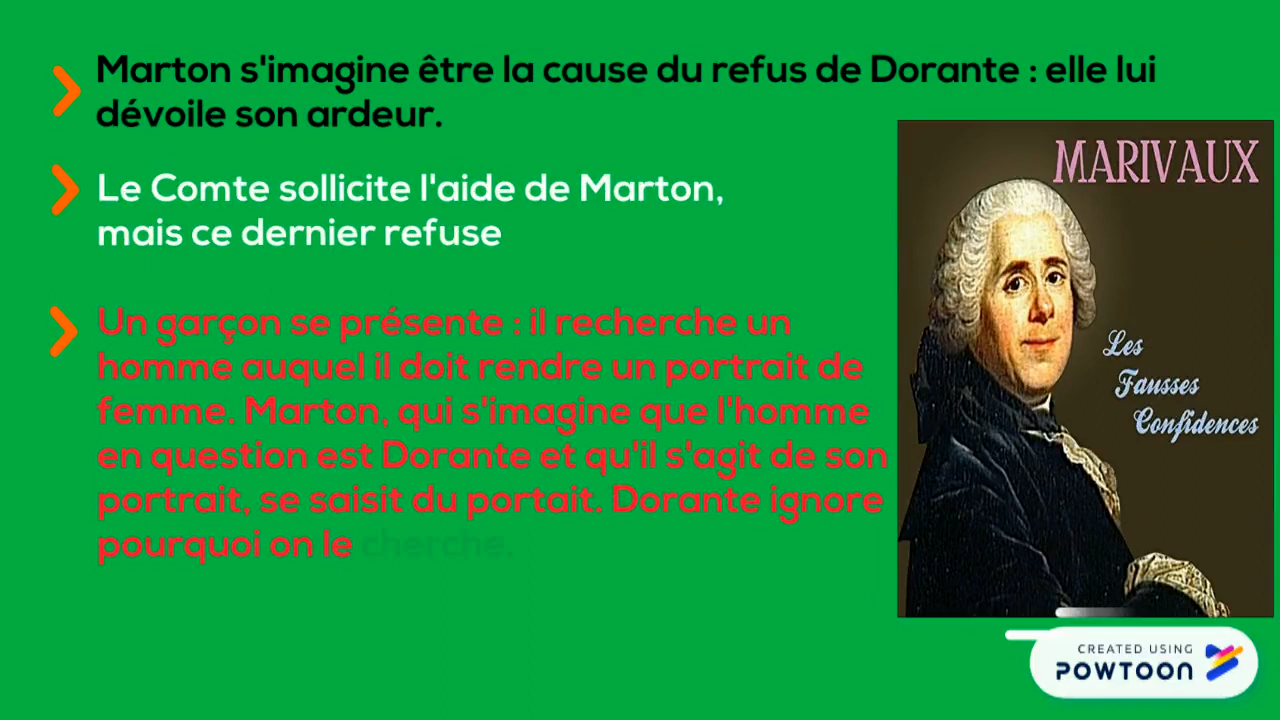 Marton s'imagine être la cause du refus de Dorante : elle lui
dévoile son ardeur.
Le Comte sollicite l'aide de Marton,
mais ce dernier refuse
Un garçon se présente : il recherche un
homme auquel il doit rendre un portrait de
femme. Marton, qui s'imagine que l'homme
en question est Dorante et qu'il s'agit de son
portrait, se saisit du portait. Dorante ignore
pourquoi on le cherche.
MARIVAUX
Les
Fausses
Confidences
CREATED USING
POWTOON